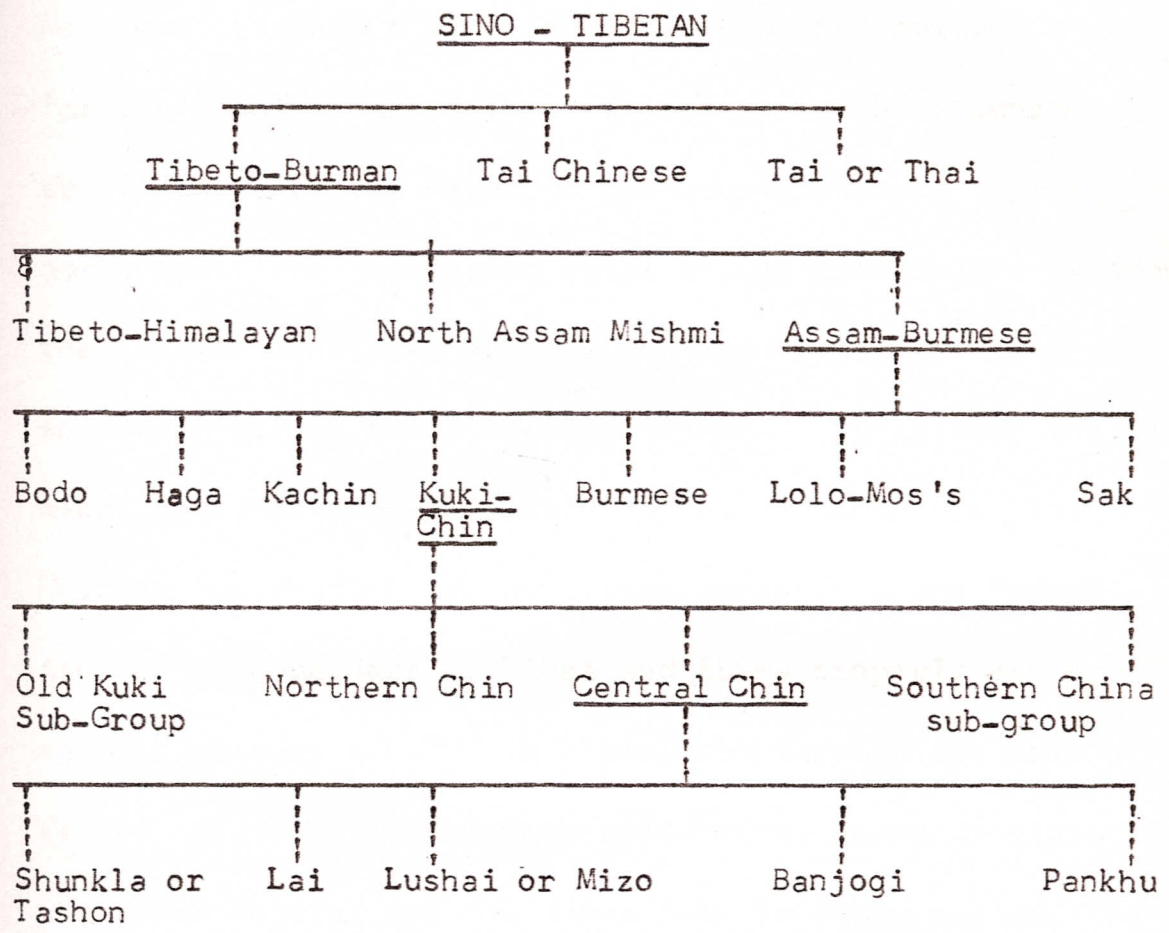 SINO - TIBETAN
Tibeto-Burman Tai Chinese Tai or Thai
Tibeto-Himalayan North Assam Mishmi Assam-Burmese
Bodo Haga Kachin Kuki- Burmese Lolo-Mos's Sak
Chin
Old Kuki Northern Chin Central Chin Southern China
Sub-Group sub-group
Shunkla or Lai Lushai or Mizo Banjogi Pankhu
Tashon